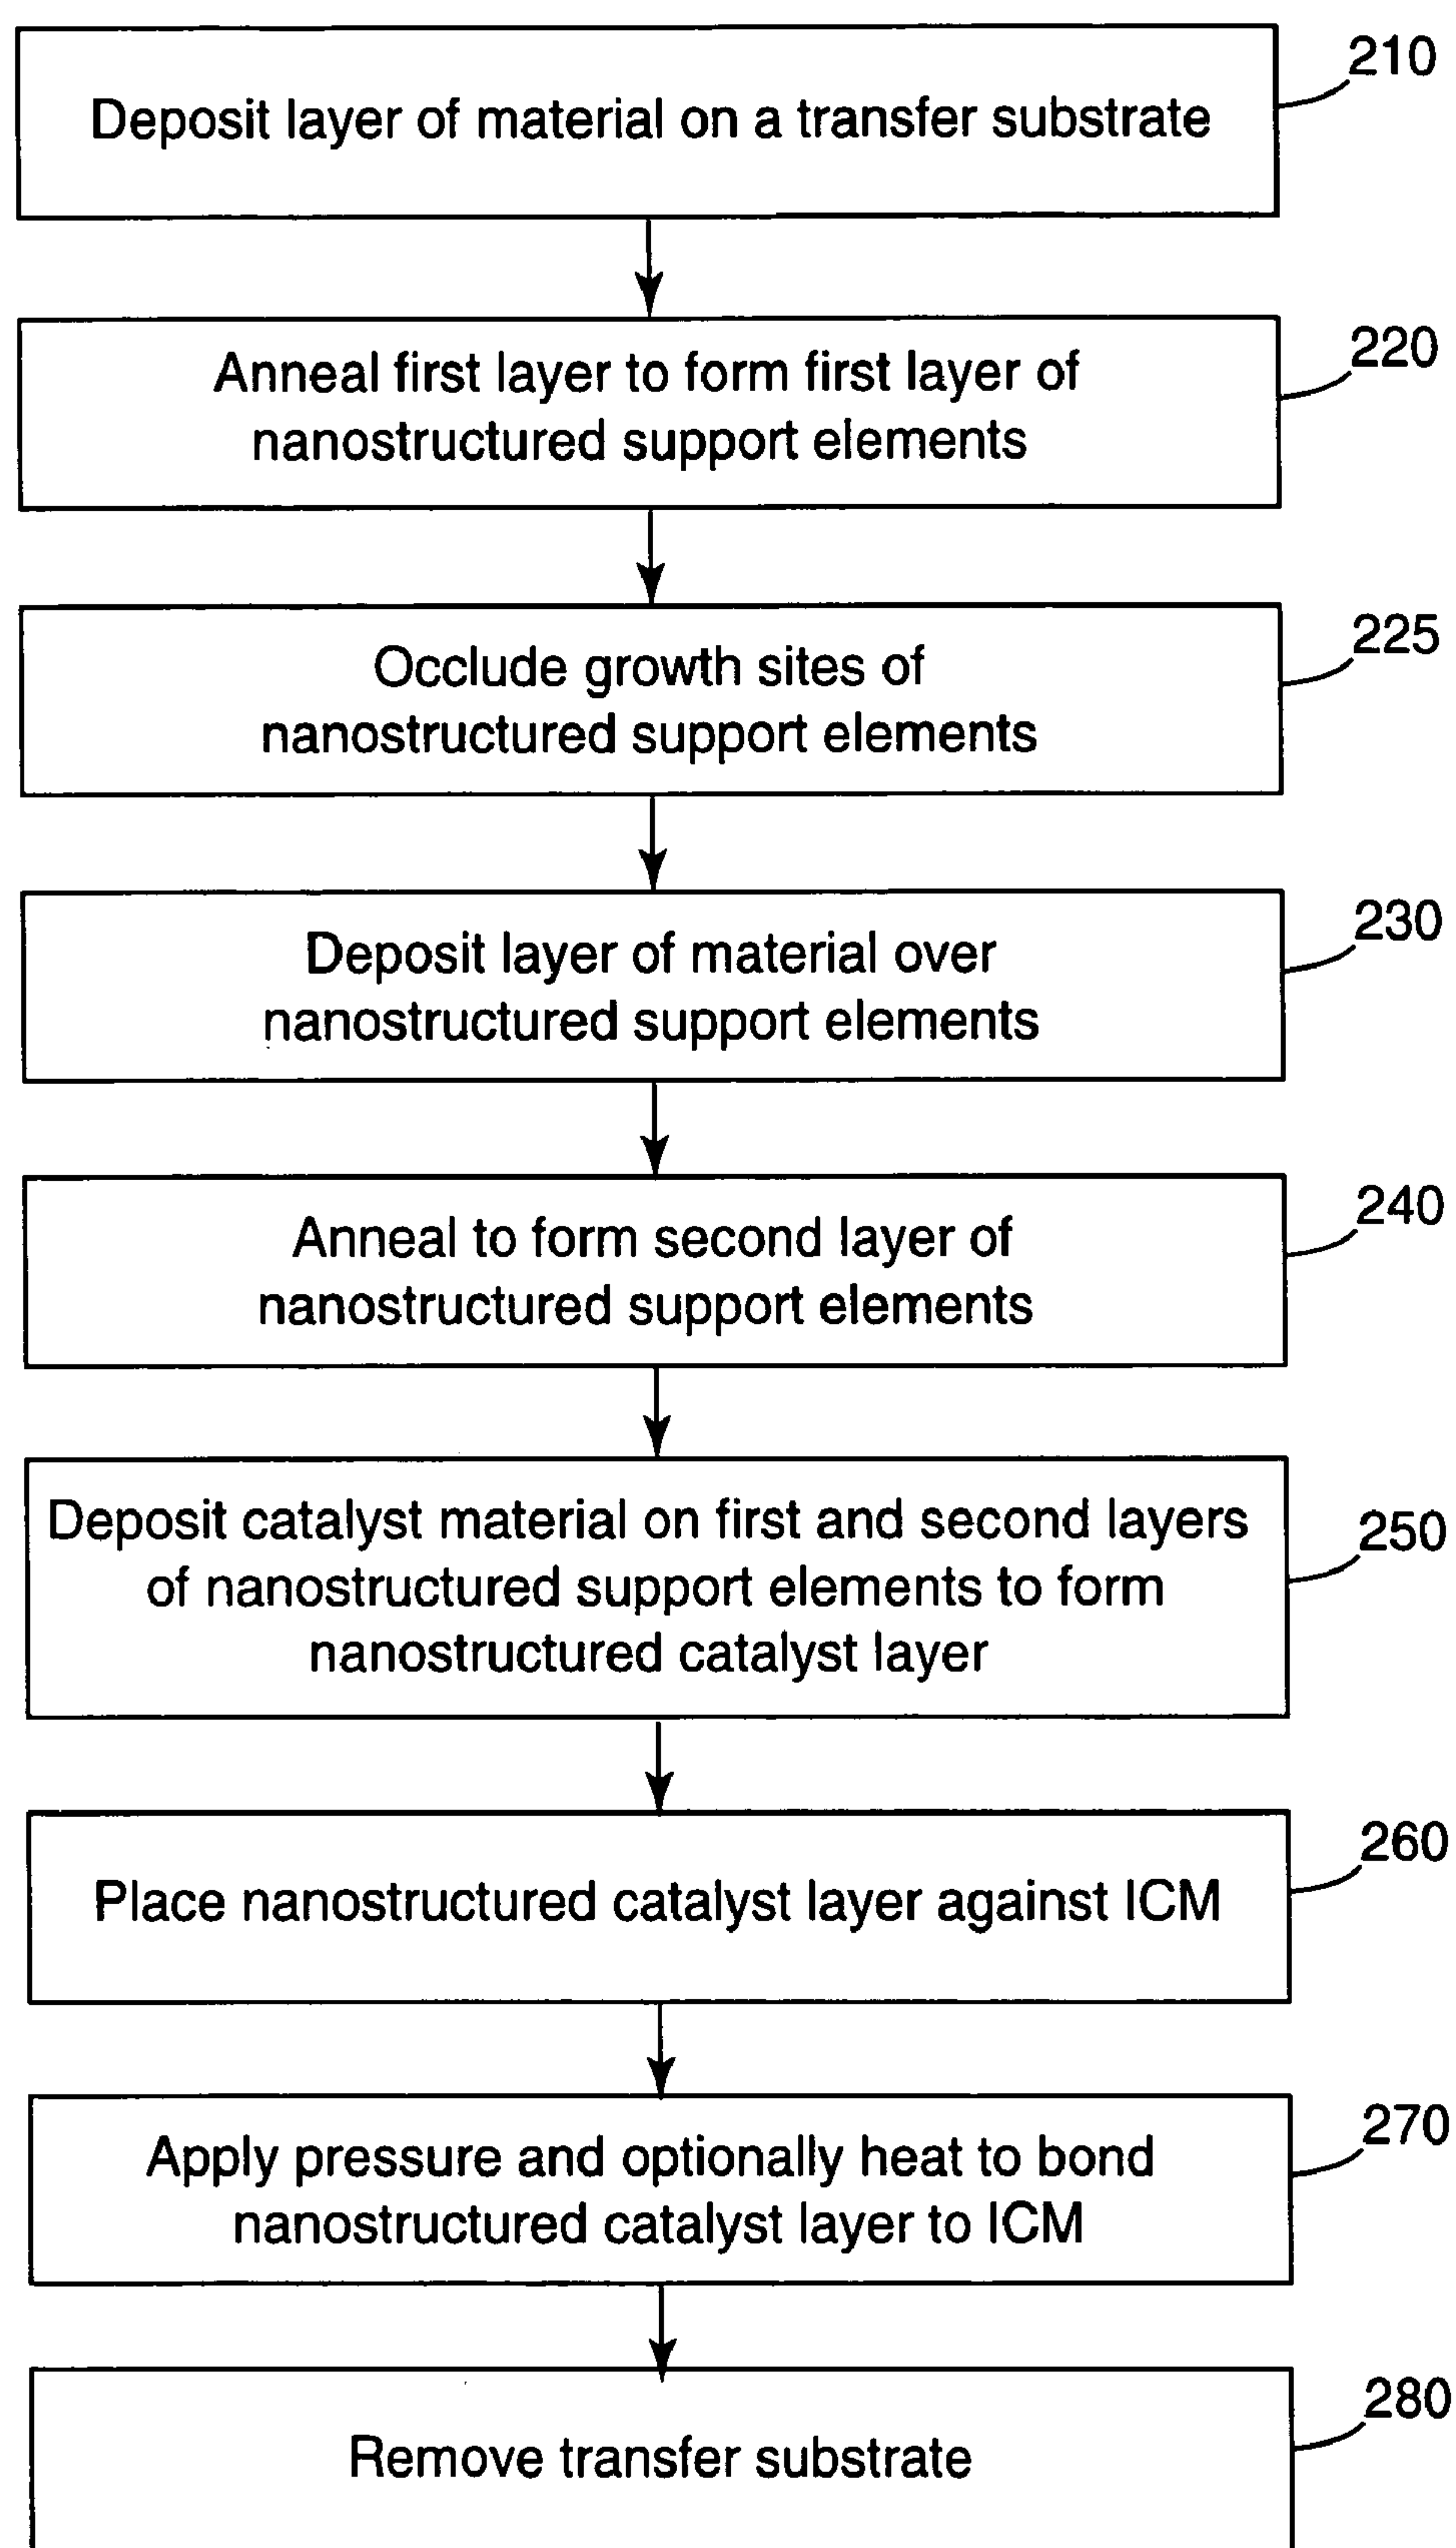 210
Deposit layer of material on a transfer substrate
220
Anneal first layer to form first layer of
nanostructured support elements
225
Occlude growth sites of
nanostructured support elements
230
Deposit layer of material over
nanostructured support elements
240
Anneal to form second layer of
nanostructured support elements
250
Deposit catalyst material on first and second layers
of nanostructured support elements to form
nanostructured catalyst layer
260
Place nanostructured catalyst layer against ICM
270
Apply pressure and optionally heat to bond
nanostructured catalyst layer to ICM
280
Remove transfer substrate